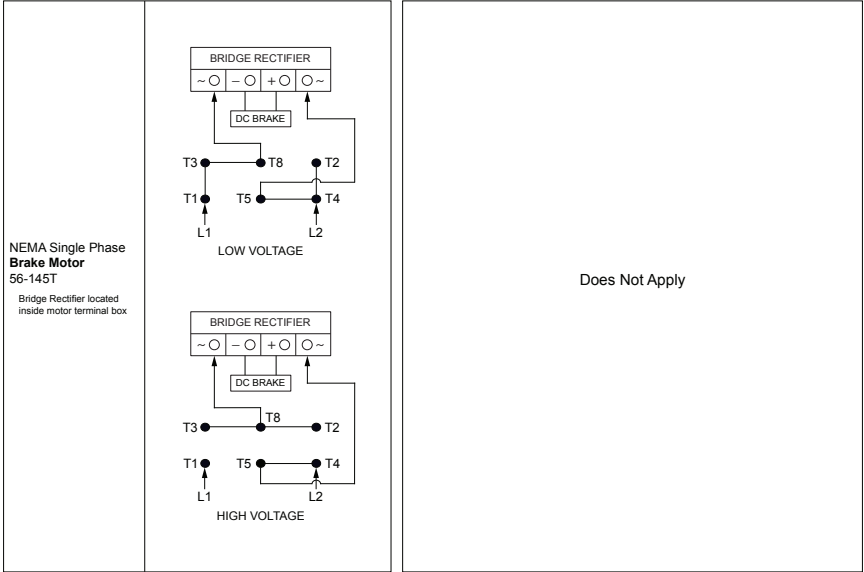 NEMA Single Phase
Brake Motor
56-145T
Bridge Rectifier located
inside motor terminal box
BRIDGE RECTIFIER
~ − + ~
DC BRAKE
T3 T8 T2
T1 T5 T4
L1 L2
LOW VOLTAGE
BRIDGE RECTIFIER
~ − + ~
DC BRAKE
T8
T3 T2
T1 T5 T4
L1 L2
HIGH VOLTAGE
Does Not Apply